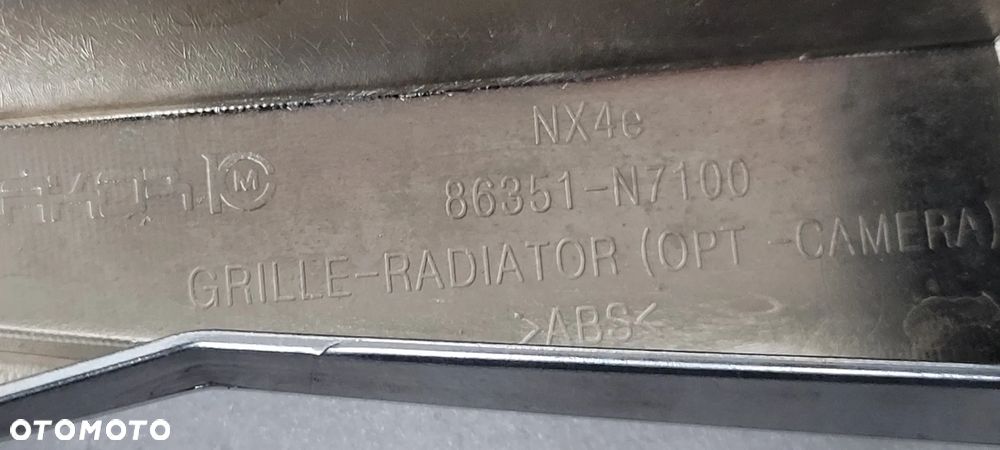 NX4e
M
86351-N7100
GRILLE-RADIATOR (OPT -CAMERA)
>ABS<
OTOMOTO